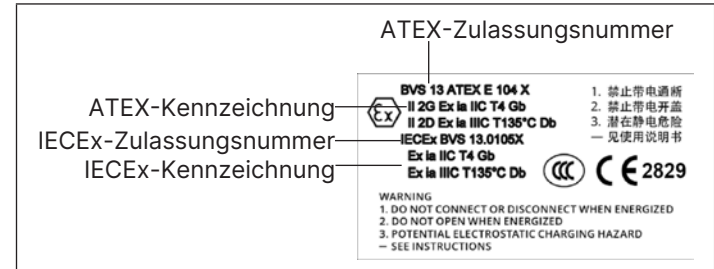 ATEX-Zulassungsnummer
ATEX-Kennzeichnung
IECEx-Zulassungsnummer
IECEx-Kennzeichnung
BVS 13 ATEX E 104 X
II 2G Ex ia IIC T4 Gb
II 2D Ex ia IIIC T135°C Db
IECEx BVS 13.0105X
Ex ia IIC T4 Gb
Ex ia IIIC T135°C Db
Ex
1. 禁止带电通断
2. 禁止带电开盖
3. 潜在静电危险
— 见使用说明书
CCC CE 2829
WARNING
1. DO NOT CONNECT OR DISCONNECT WHEN ENERGIZED
2. DO NOT OPEN WHEN ENERGIZED
3. POTENTIAL ELECTROSTATIC CHARGING HAZARD
— SEE INSTRUCTIONS